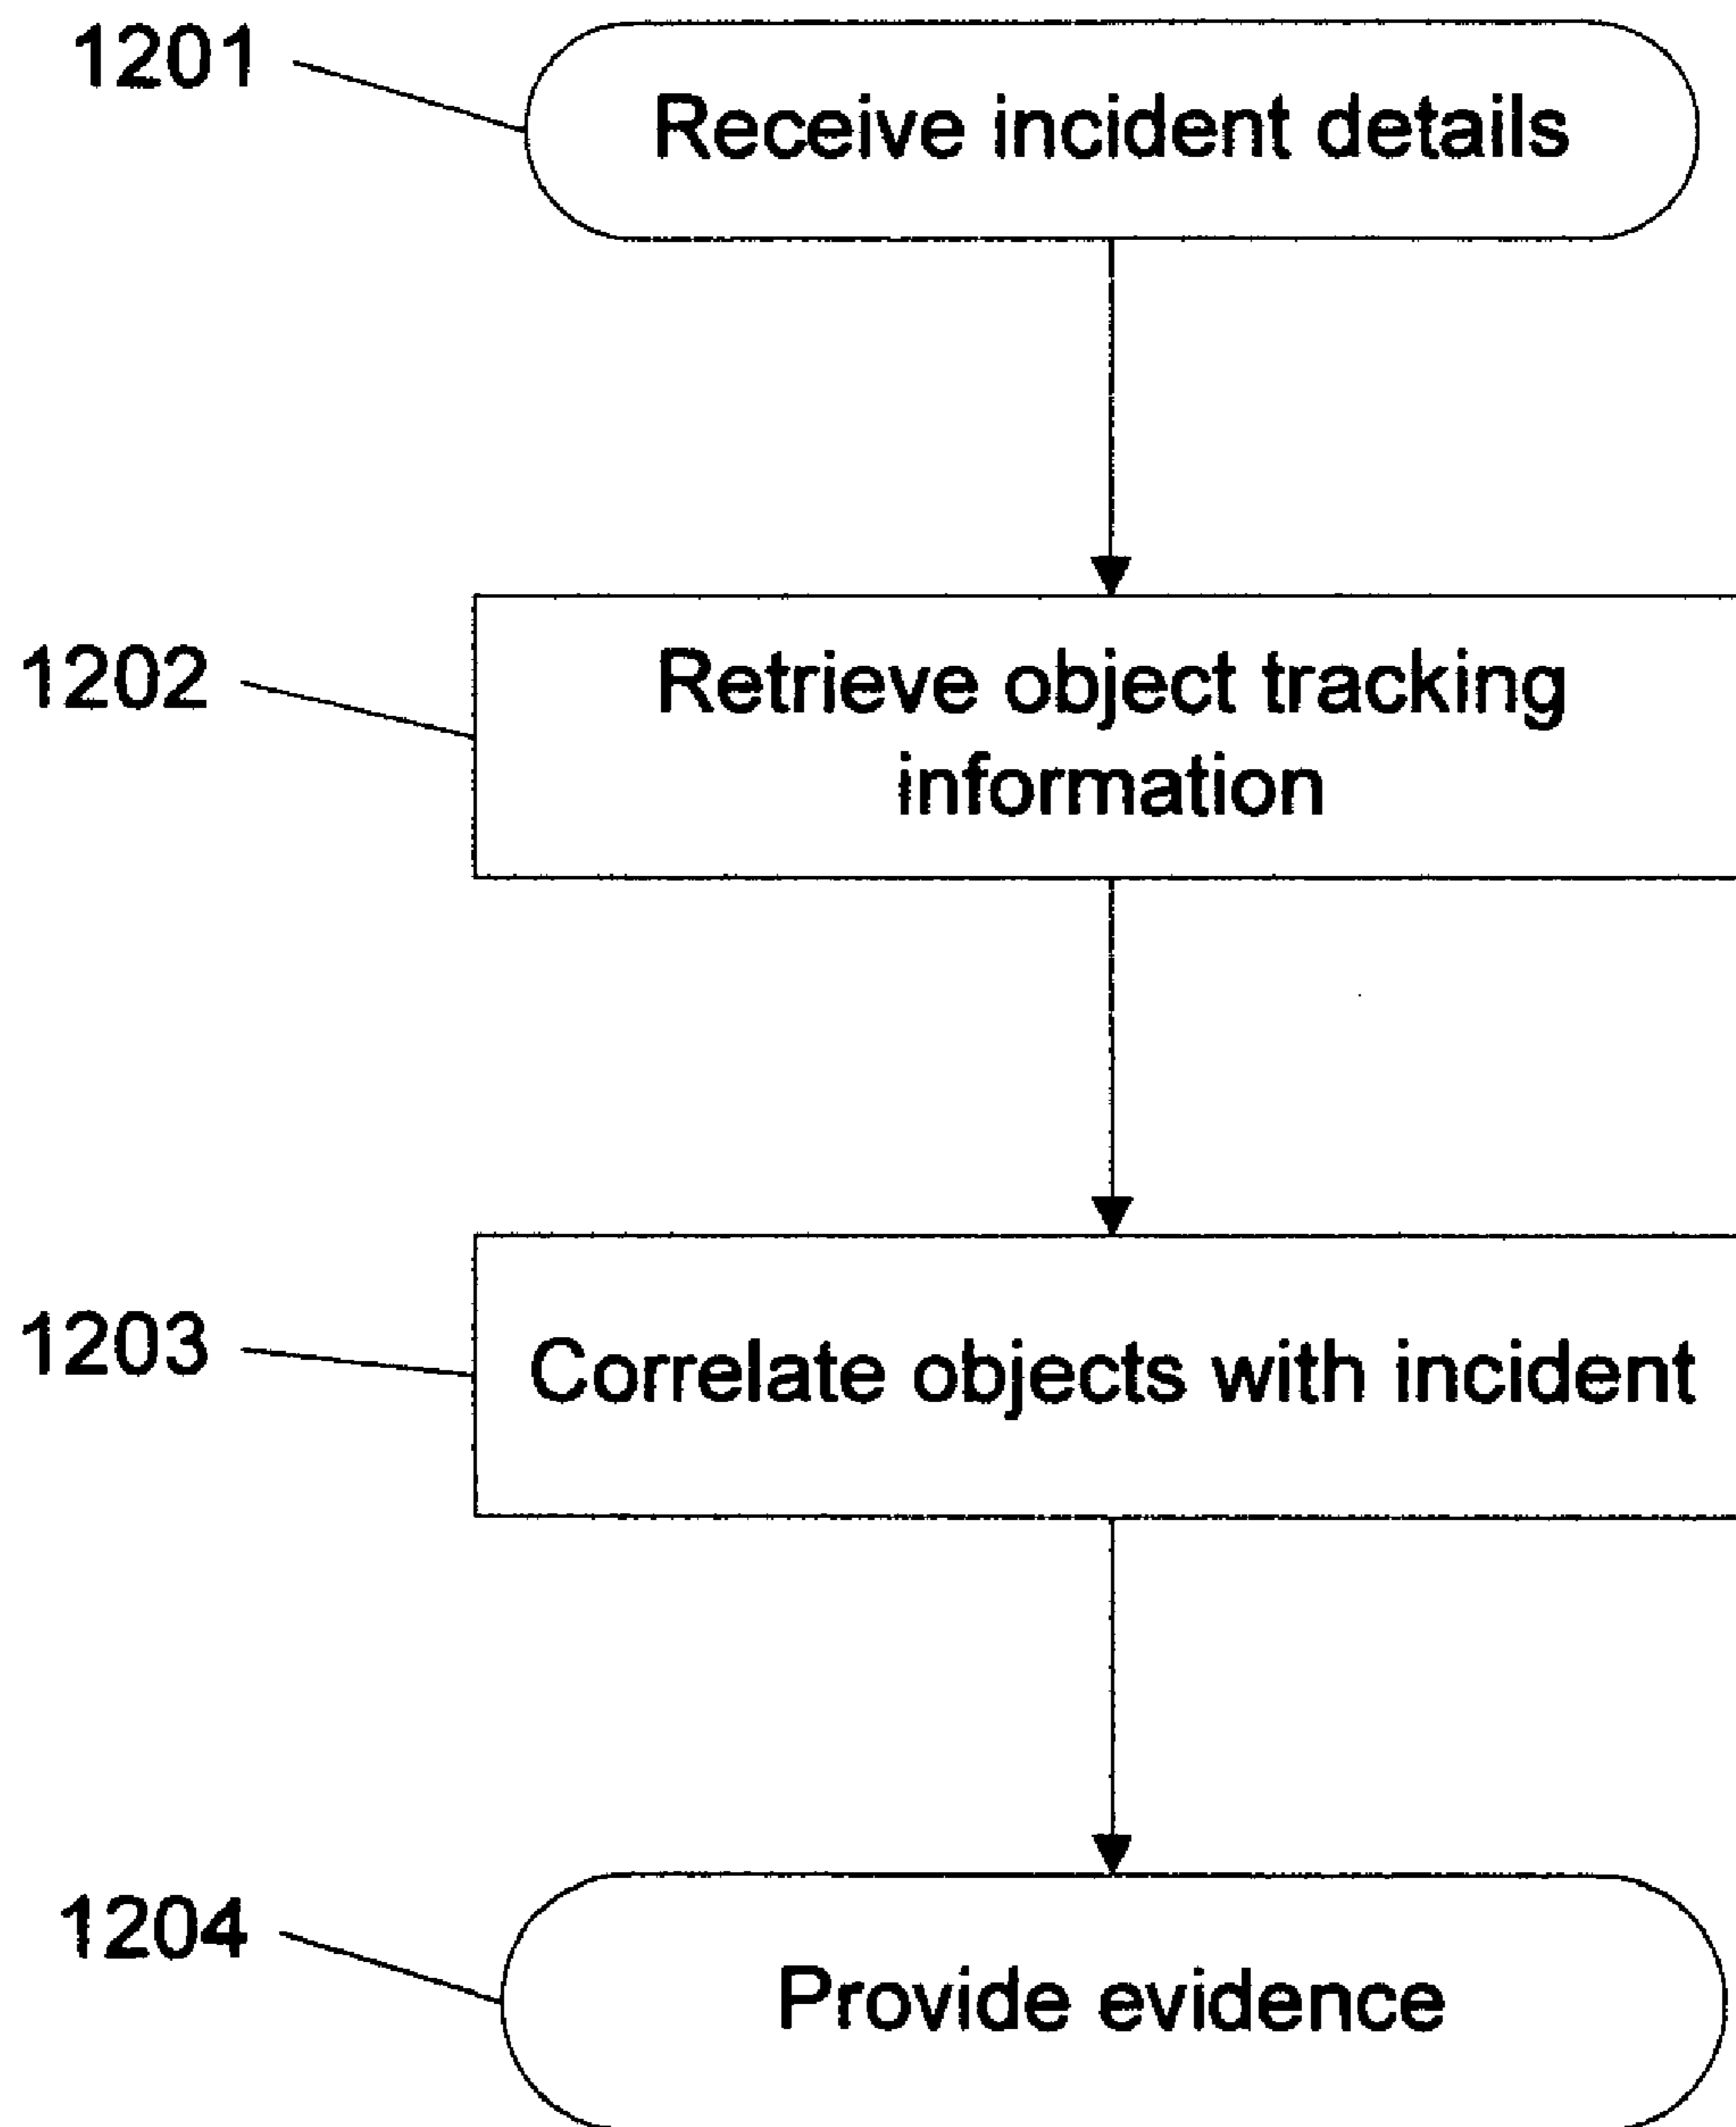 1201
Receive incident details
1202
Retrieve object tracking
information
1203
Correlate objects with incident
1204
Provide evidence